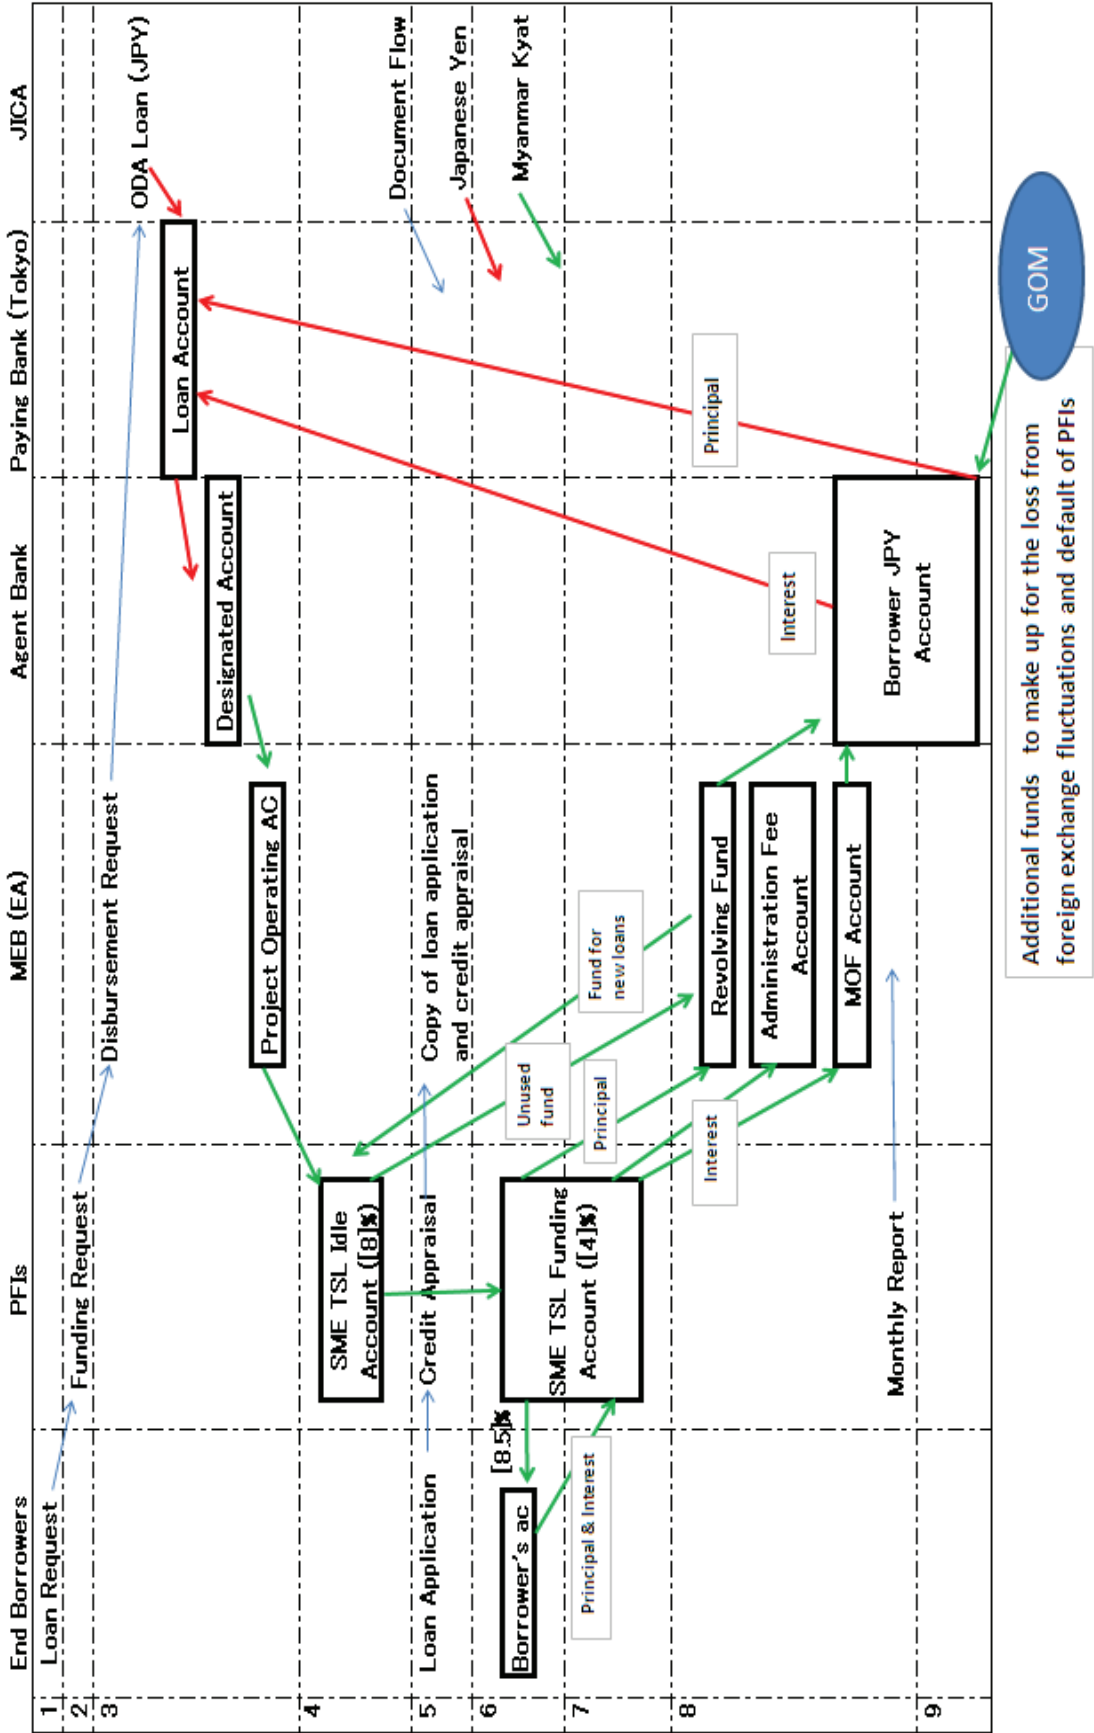 End Borrowers
PFIs
MEB (EA)
Agent Bank
Paying Bank (Tokyo)
JICA
1
Loan Request
2
Funding Request
3
Disbursement Request
ODA Loan (JPY)
Loan Account
Designated Account
Project Operating AC
4
SME TSL Idle
Account ([8]%)
5
Loan Application
Credit Appraisal
Copy of loan application
and credit appraisal
Document Flow
Japanese Yen
Myanmar Kyat
6
[8.5]%
Borrower's ac
SME TSL Funding
Account ([4]%)
Unused
fund
Fund for
new loans
7
Principal & Interest
Principal
Interest
8
Revolving Fund
Administration Fee
Account
MOF Account
Interest
Principal
Borrower JPY
Account
Monthly Report
9
GOM
Additional funds to make up for the loss from
foreign exchange fluctuations and default of PFIs